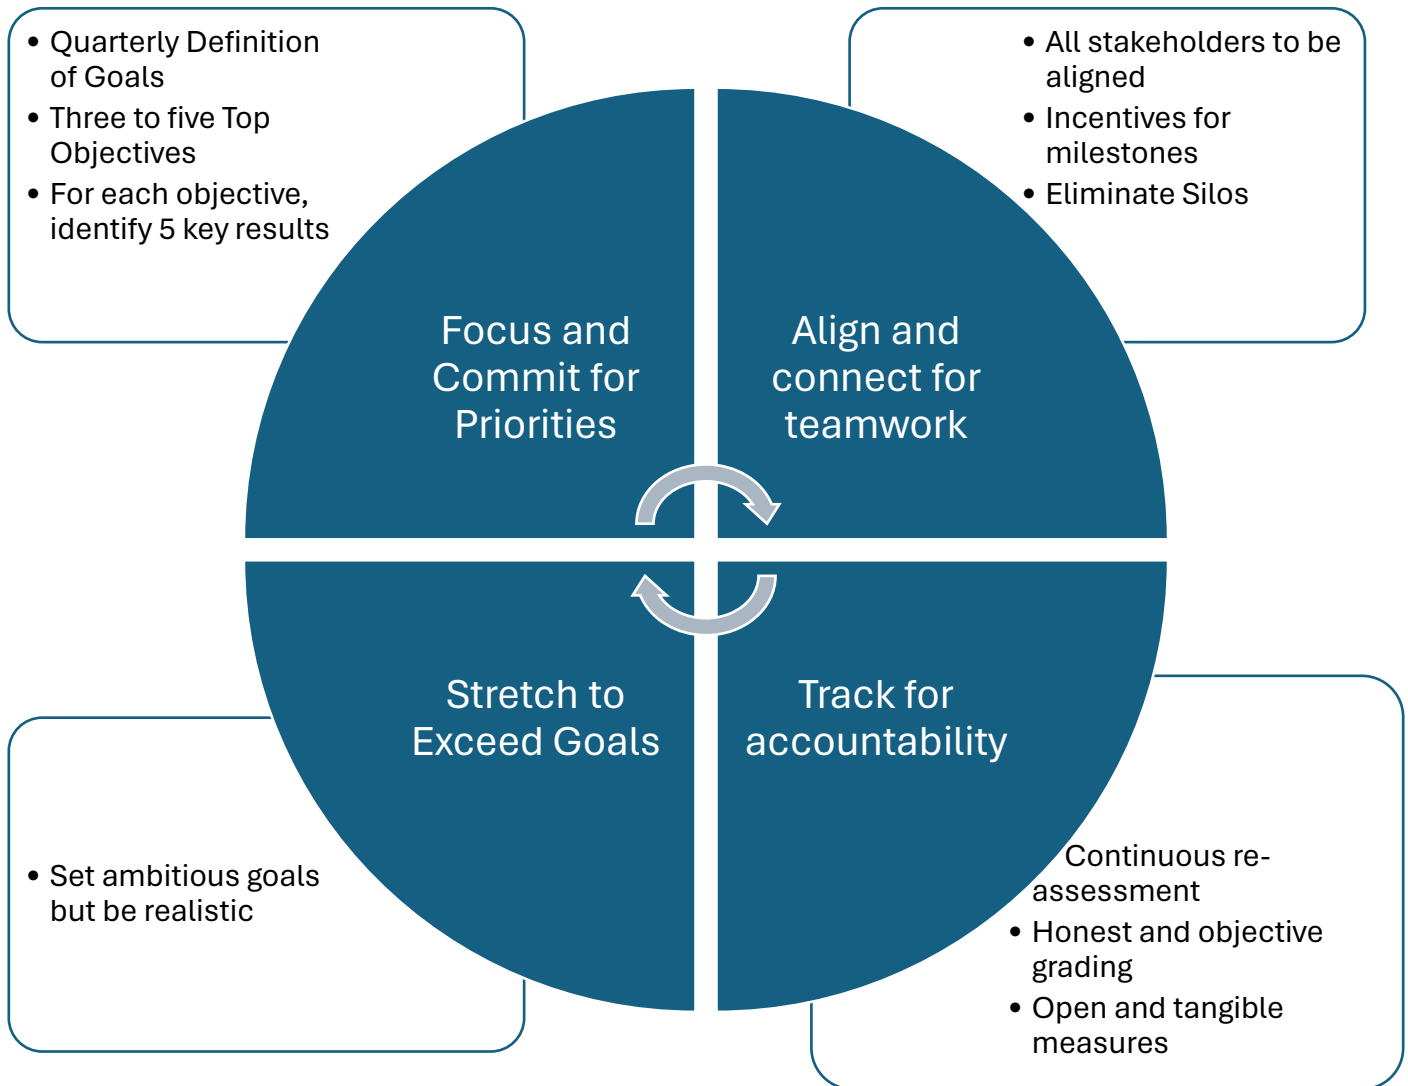 • Quarterly Definition
of Goals
• Three to five Top
Objectives
• For each objective,
identify 5 key results
• All stakeholders to be
aligned
• Incentives for
milestones
• Eliminate Silos
Focus and
Commit for
Priorities
Align and
connect for
teamwork
Stretch to
Exceed Goals
Track for
accountability
• Set ambitious goals
but be realistic
Continuous re-
assessment
• Honest and objective
grading
• Open and tangible
measures